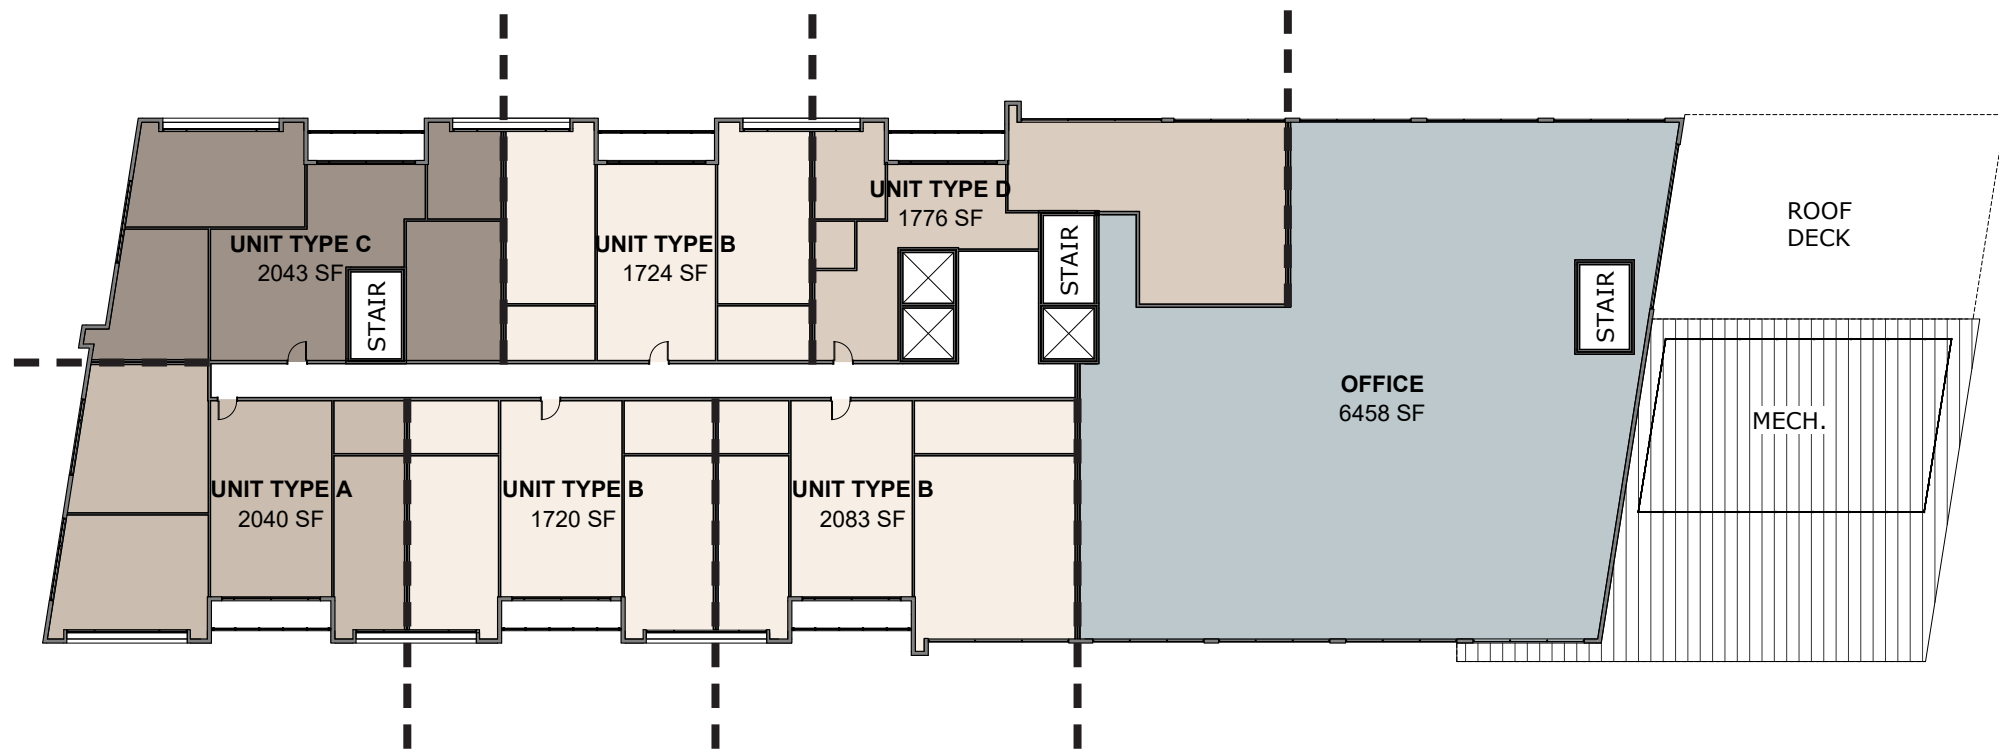 UNIT TYPE C
2043 SF
STAIR
UNIT TYPE B
1724 SF
UNIT TYPE D
1776 SF
STAIR
STAIR
ROOF
DECK
OFFICE
6458 SF
MECH.
UNIT TYPE A
2040 SF
UNIT TYPE B
1720 SF
UNIT TYPE B
2083 SF